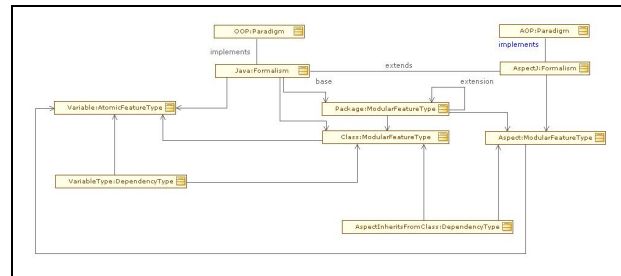 OOP:Paradigm
AOP:Paradigm
implements
implements
Java:Formalism
extends
AspectJ:Formalism
base
extension
Variable:AtomicFeatureType
Package:ModularFeatureType
Class:ModularFeatureType
Aspect:ModularFeatureType
VariableType:DependencyType
AspectInheritsFromClass:DependencyType